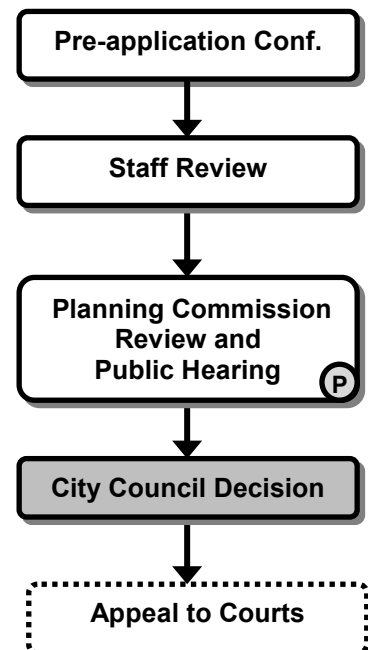 Pre-application Conf.
Staff Review
Planning Commission
Review and
Public Hearing
P
City Council Decision
Appeal to Courts